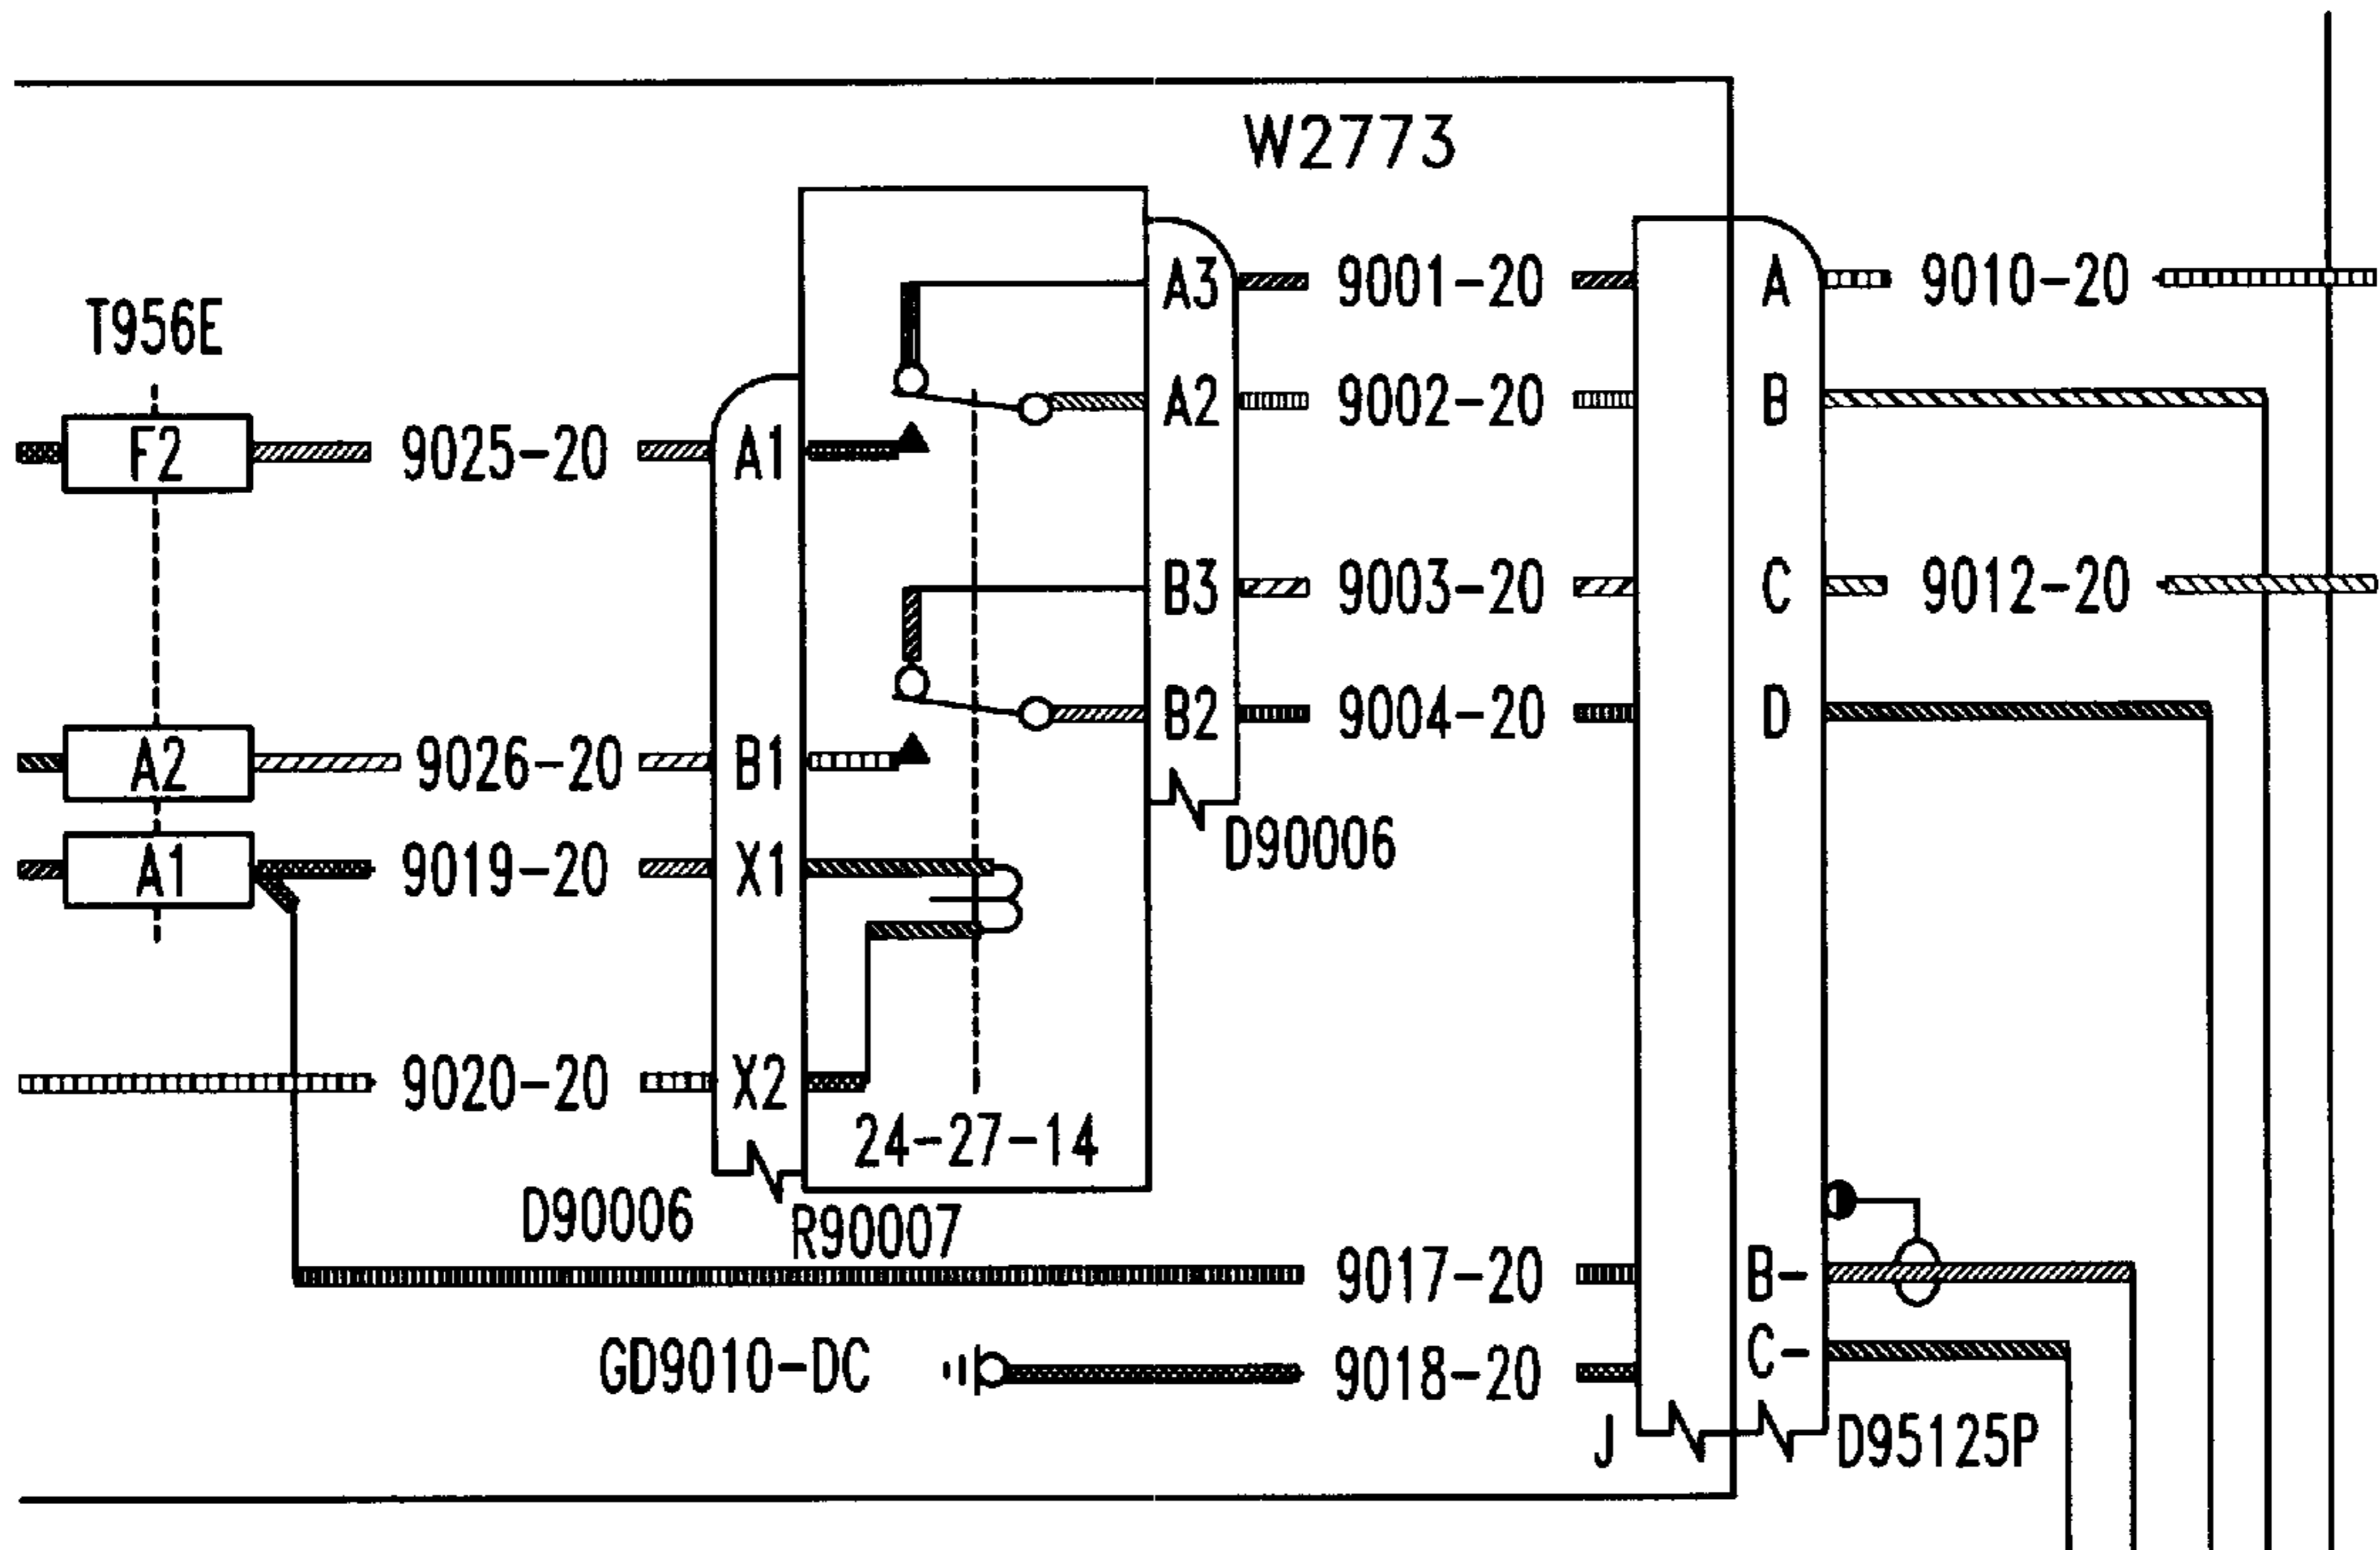 W2773
T956E
A3 9001-20 A 9010-20
A2 9002-20 B
F2 9025-20 A1
B3 9003-20 C 9012-20
B2 9004-20 D
A2 9026-20 B1
D90006
A1 9019-20 X1
9020-20 X2
24-27-14
D90006 R90007
9017-20 B-
GD9010-DC 9018-20 C-
J D95125P